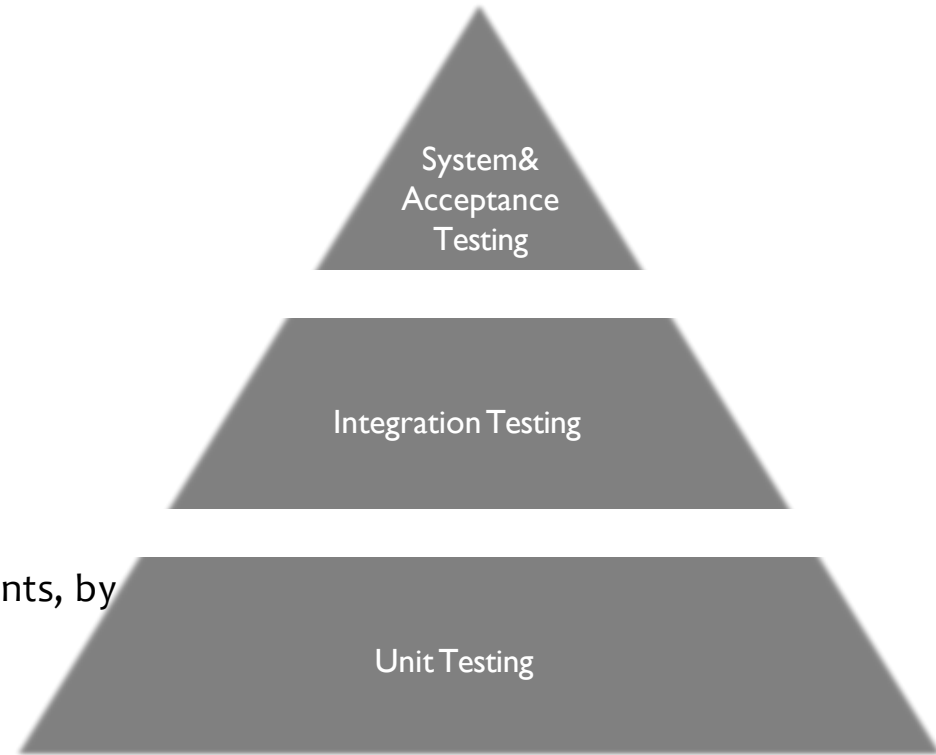 System&
Acceptance
Testing
Integration Testing
nts, by
Unit Testing